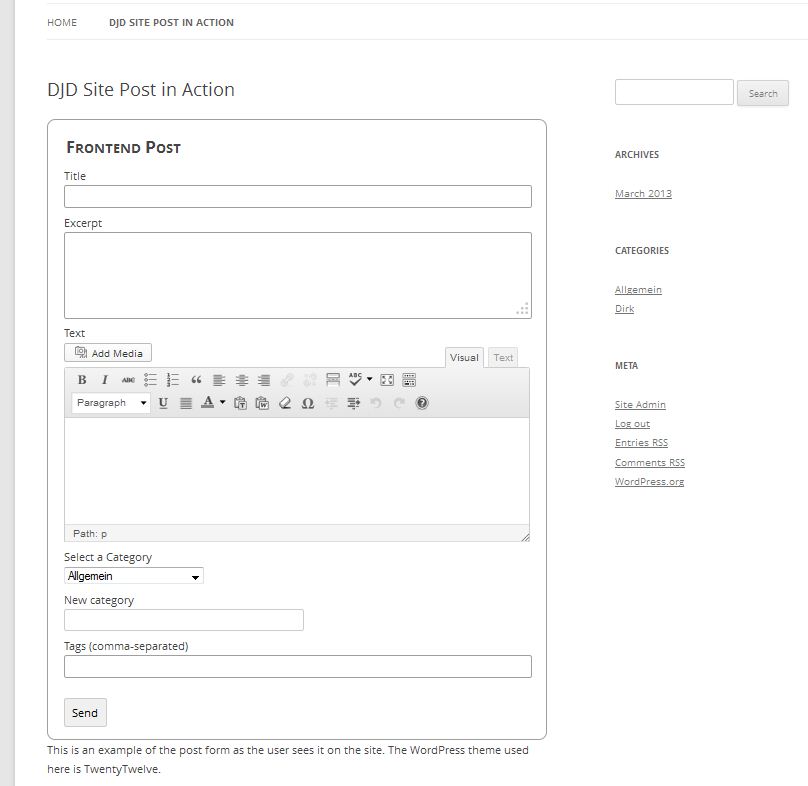 HOME DJD SITE POST IN ACTION
DJD Site Post in Action
Frontend Post
Title
Excerpt
Text
Add Media
Visual Text
B I ABC ABC
Paragraph U A T W Ω ?
Path: p
Select a Category
Allgemein
New category
Tags (comma-separated)
Send
This is an example of the post form as the user sees it on the site. The WordPress theme used
here is TwentyTwelve.
Search
ARCHIVES
March 2013
CATEGORIES
Allgemein
Dirk
META
Site Admin
Log out
Entries RSS
Comments RSS
WordPress.org